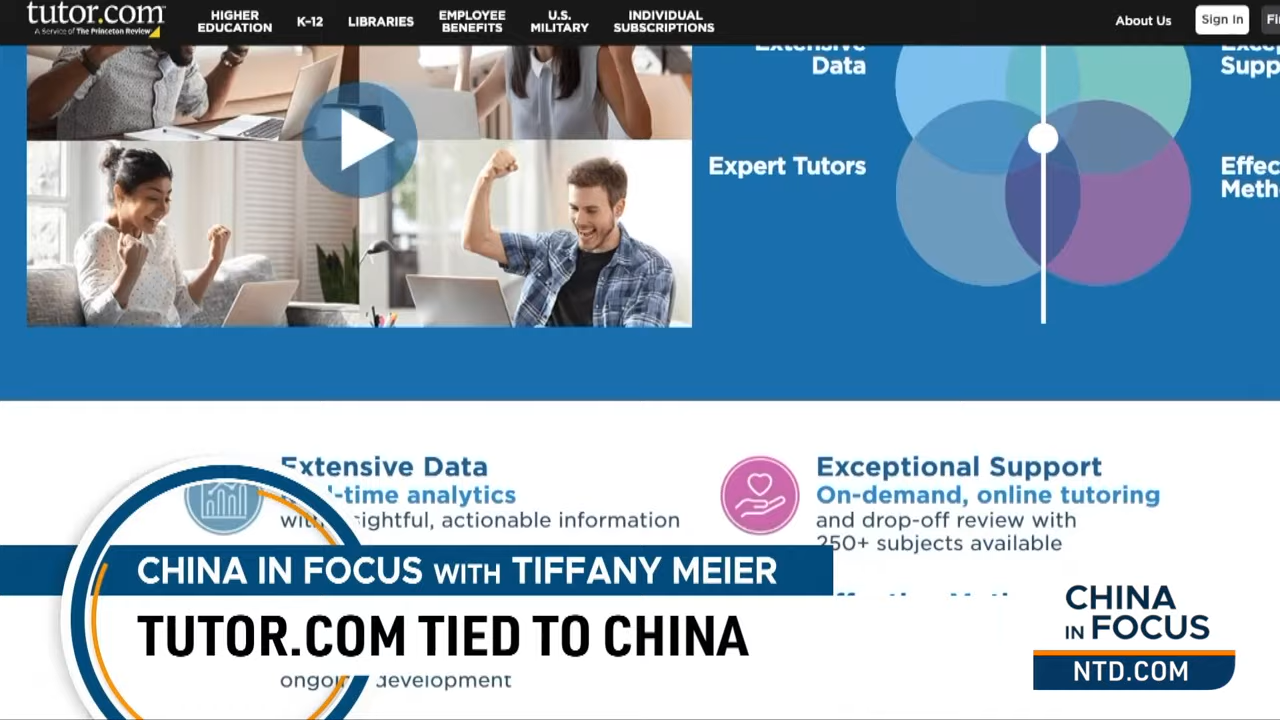 tutor.com
A Service of The Princeton Review
HIGHER
EDUCATION
K-12
LIBRARIES
EMPLOYEE
BENEFITS
U.S.
MILITARY
INDIVIDUAL
SUBSCRIPTIONS
About Us
Sign In
Extensive
Data
Expert Tutors
Extensive Data
with
sightful, actionable information
Exceptional Support
On-demand, online tutoring
and drop-off review with
250+ subjects available
CHINA IN FOCUS WITH TIFFANY MEIER
TUTOR.COM TIED TO CHINA
development
CHINA
IN FOCUS
NTD.COM